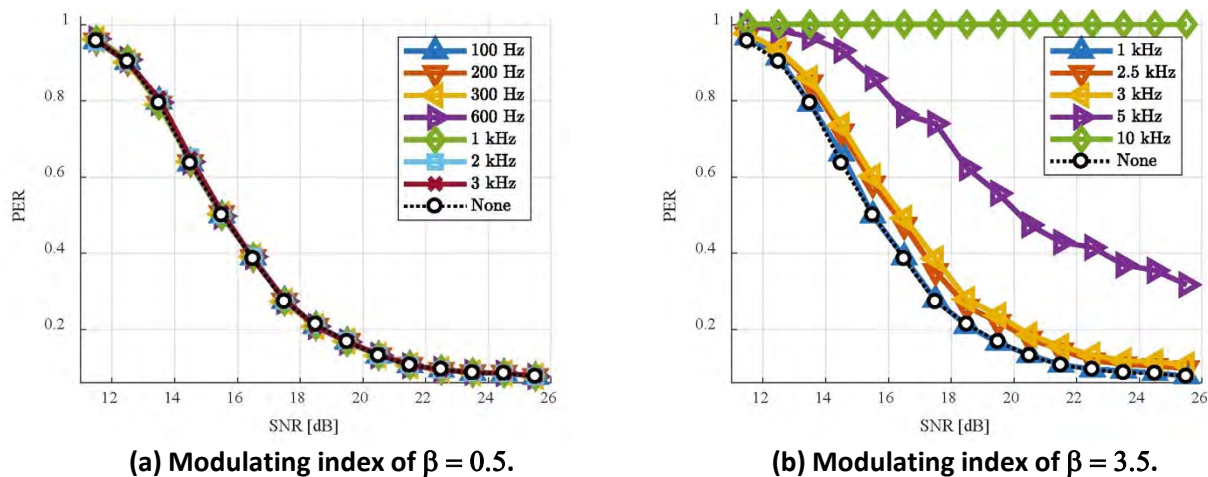 1
0.8
0.6
0.4
0.2
PER
12 14 16 18 20 22 24 26
SNR [dB]
100 Hz
200 Hz
300 Hz
600 Hz
1 kHz
2 kHz
3 kHz
None
(a) Modulating index of β = 0.5.
1
0.8
0.6
0.4
0.2
PER
12 14 16 18 20 22 24 26
SNR [dB]
1 kHz
2.5 kHz
3 kHz
5 kHz
10 kHz
None
(b) Modulating index of β = 3.5.